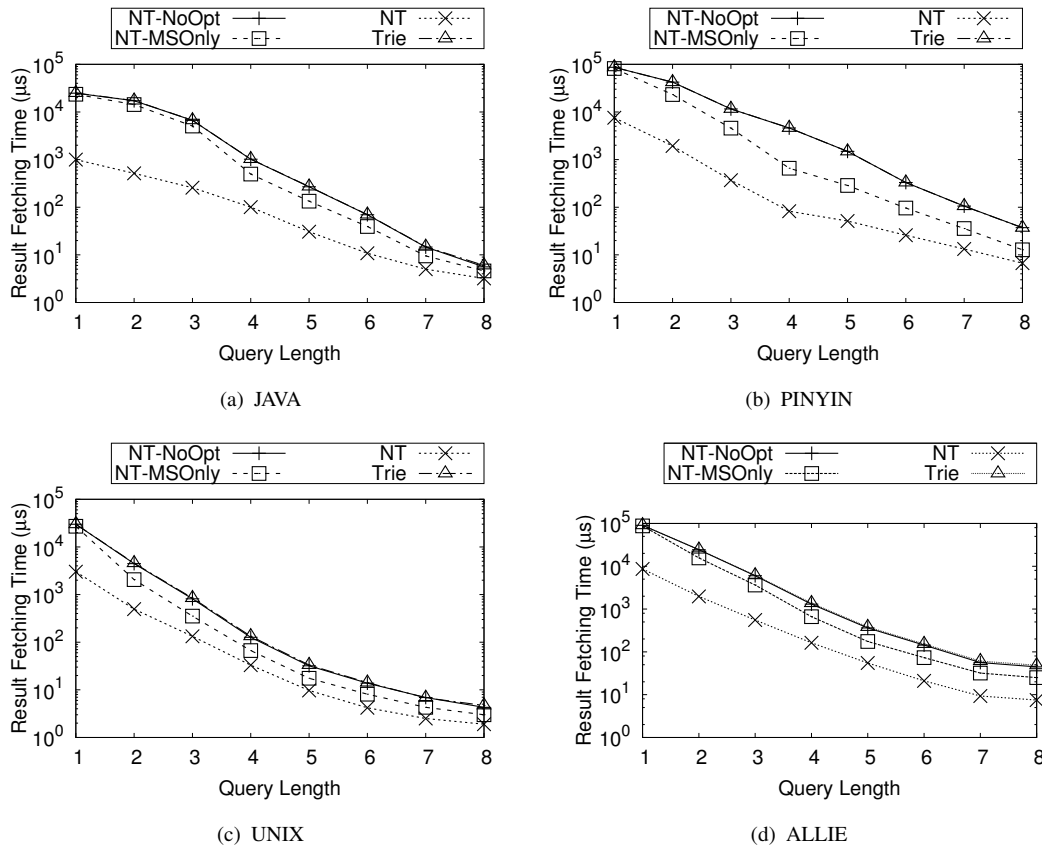 NT-NoOpt NT
NT-MSOnly Trie
10^5
10^4
10^3
10^2
10^1
10^0
Result Fetching Time (μs)
1 2 3 4 5 6 7 8
Query Length
(a) JAVA
NT-NoOpt NT
NT-MSOnly Trie
10^5
10^4
10^3
10^2
10^1
10^0
Result Fetching Time (μs)
1 2 3 4 5 6 7 8
Query Length
(b) PINYIN
NT-NoOpt NT
NT-MSOnly Trie
10^5
10^4
10^3
10^2
10^1
10^0
Result Fetching Time (μs)
1 2 3 4 5 6 7 8
Query Length
(c) UNIX
NT-NoOpt NT
NT-MSOnly Trie
10^5
10^4
10^3
10^2
10^1
10^0
Result Fetching Time (μs)
1 2 3 4 5 6 7 8
Query Length
(d) ALLIE